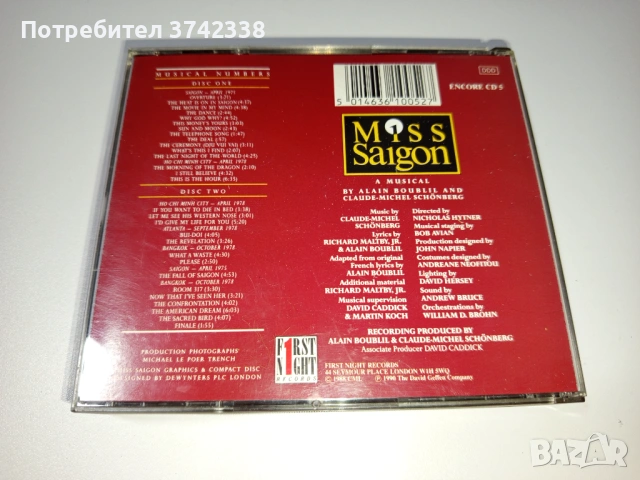 Потребител 3742338
MUSICAL NUMBERS
DISC ONE
SAIGON – APRIL 1975
OVERTURE (3:21)
THE HEAT IS ON IN SAIGON (4:37)
THE MOVIE IN MY MIND (4:38)
THE DANCE (2:44)
WHY GOD WHY? (4:52)
THIS MONEY'S YOURS (3:03)
SUN AND MOON (2:48)
THE TELEPHONE SONG (1:47)
THE DEAL
THE CEREMONY (DJU VUI VAI)
WHAT'S THIS I FIND (2:07)
THE LAST NIGHT OF THE WORLD (4:25)
HO CHI MINH CITY – APRIL 1978
THE MORNING OF THE DRAGON (2:10)
I STILL BELIEVE (4:32)
THIS IS THE HOUR (6:33)
DISC TWO
HO CHI MINH CITY – APRIL 1978
IF YOU WANT TO DIE IN BED (3:58)
LET ME SEE HIS WESTERN NOSE (3:01)
I'D GIVE MY LIFE FOR YOU (5:20)
ATLANTA – SEPTEMBER 1978
BUI-DOI (4:01)
THE REVELATION (3:26)
BANGKOK – OCTOBER 1978
WHAT A WASTE (4:30)
PLEASE (2:50)
SAIGON – APRIL 1975
THE FALL OF SAIGON (4:53)
BANGKOK – OCTOBER 1978
ROOM 317 (1:30)
NOW THAT I'VE SEEN HER (3:21)
THE CONFRONTATION (4:02)
THE AMERICAN DREAM (6:03)
THE SACRED BIRD (4:07)
FINALE (1:55)
PRODUCTION PHOTOGRAPHS
MICHAEL LE POER TRENCH
MISS SAIGON GRAPHICS & COMPACT DISC
DESIGNED BY DEWYNTERS PLC LONDON
5 014636 100527
DDD
ENCORE CD 5
Miss
Saigon
A MUSICAL
BY ALAIN BOUBLIL AND
CLAUDE-MICHEL SCHÖNBERG
Music by
CLAUDE-MICHEL
SCHÖNBERG
Lyrics by
RICHARD MALTBY, JR.
& ALAIN BOUBLIL
Adapted from original
French lyrics by
ALAIN BOUBLIL
Additional material
RICHARD MALTBY, JR.
Musical supervision
DAVID CADDICK
& MARTIN KOCH
Directed by
NICHOLAS HYTNER
Musical staging by
BOB AVIAN
Production designed by
JOHN NAPIER
Costumes designed by
ANDREANE NEOFITOU
Lighting by
DAVID HERSEY
Sound by
ANDREW BRUCE
Orchestrations by
WILLIAM D. BROHN
RECORDING PRODUCED BY
ALAIN BOUBLIL & CLAUDE-MICHEL SCHÖNBERG
Associate Producer DAVID CADDICK
F1RST
NIGHT
RECORDS
FIRST NIGHT RECORDS
44 SEYMOUR PLACE LONDON W1H 5WQ
© 1988 CML ℗ 1990 The David Geffen Company
BAZAR